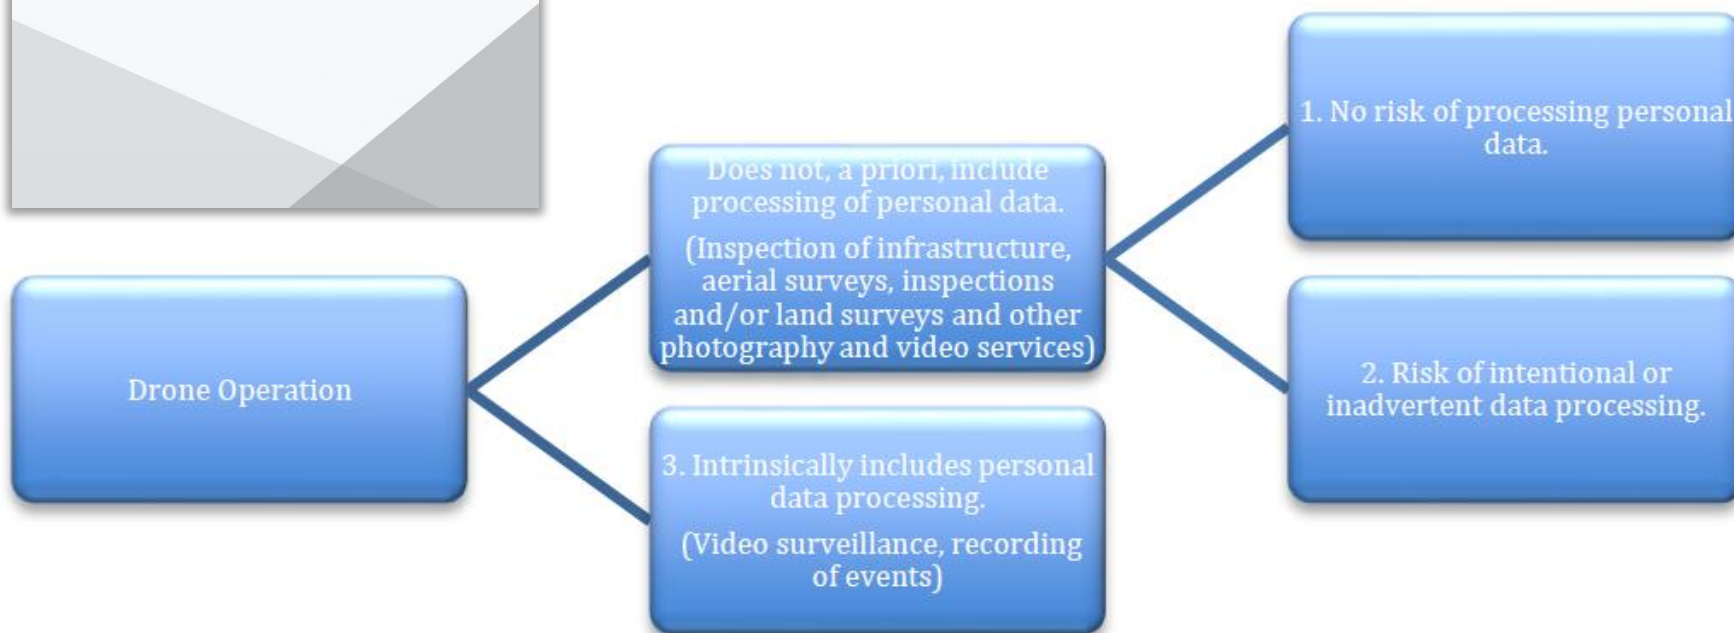 Drone Operation
Does not, a priori, include
processing of personal data.
(Inspection of infrastructure,
aerial surveys, inspections
and/or land surveys and other
photography and video services)
3. Intrinsically includes personal
data processing.
(Video surveillance, recording
of events)
1. No risk of processing personal
data.
2. Risk of intentional or
inadvertent data processing.